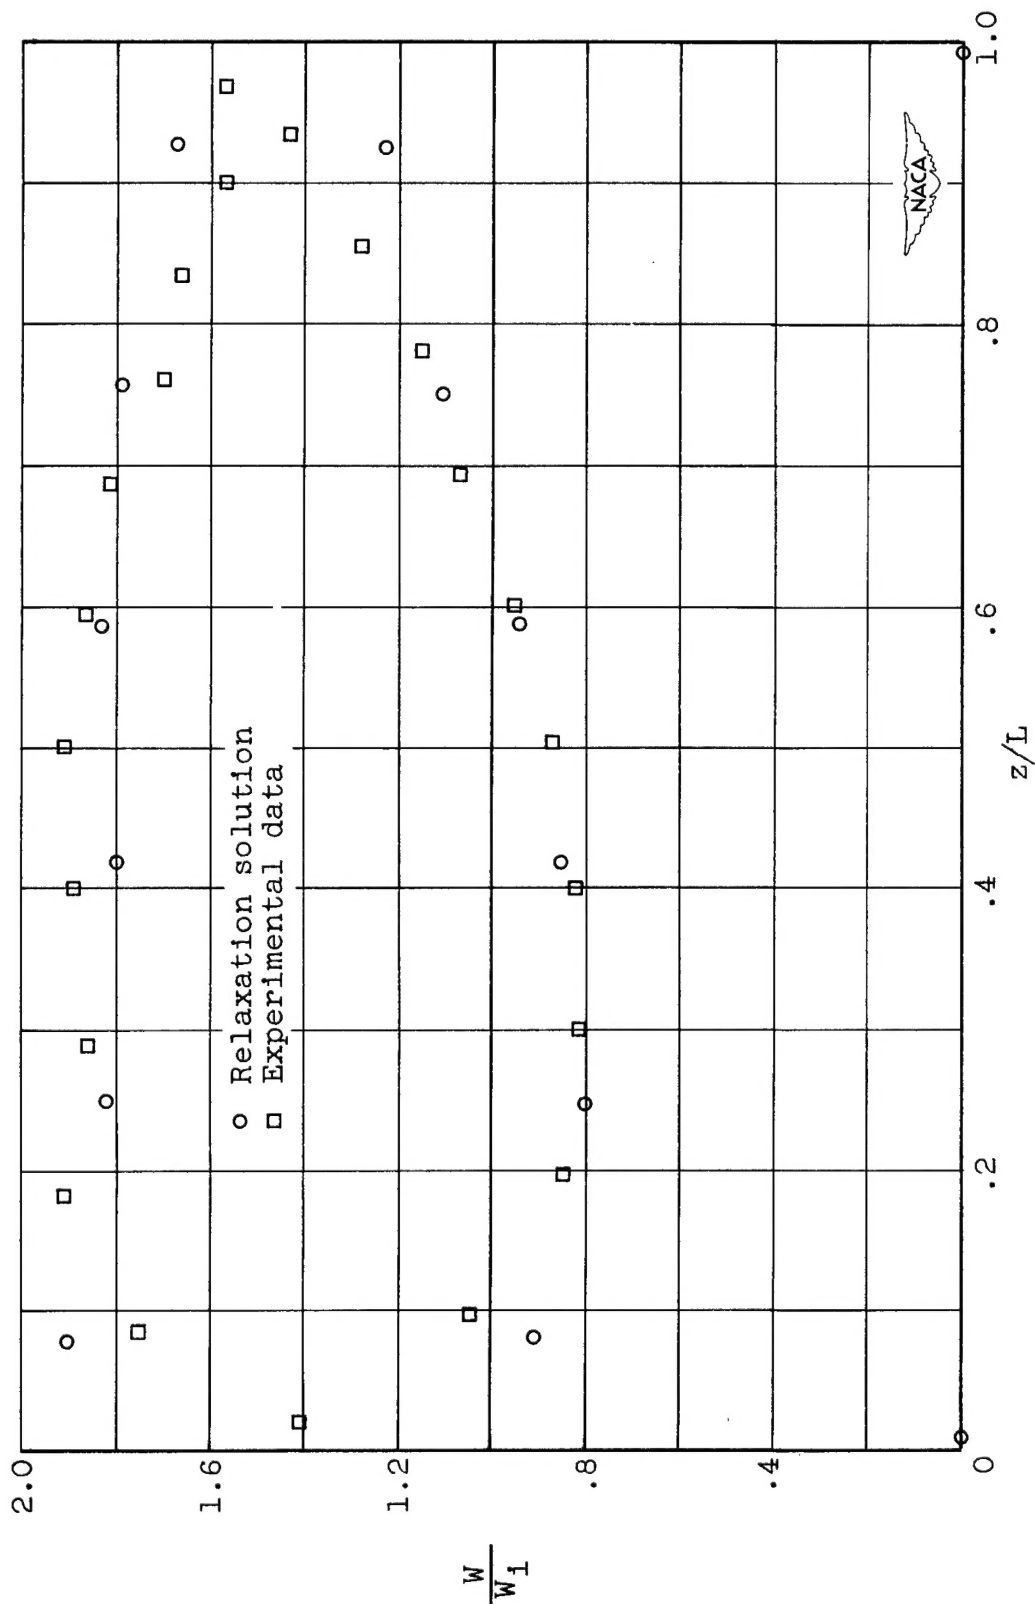 2.0
1.6
1.2
.8
.4
0
.2
.4
.6
.8
1.0
W
Wi
z/L
Relaxation solution
Experimental data
NACA